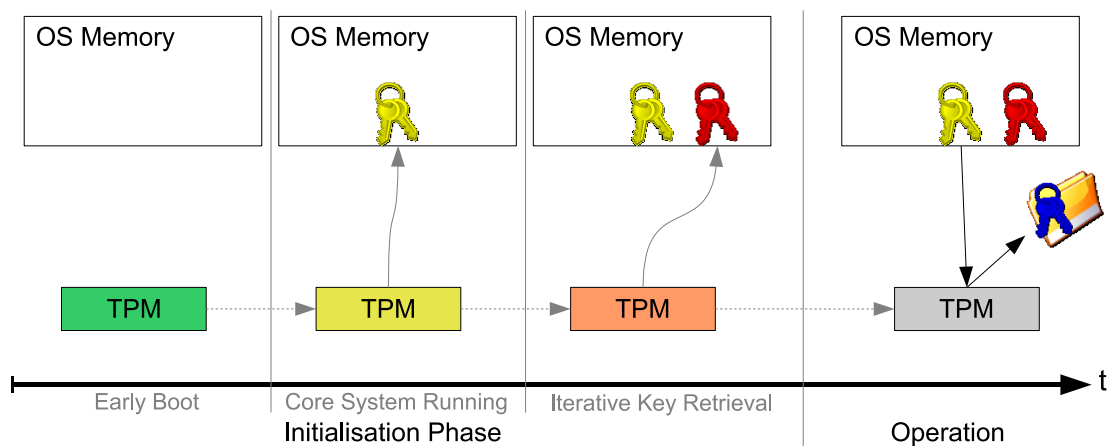 OS Memory
OS Memory
OS Memory
OS Memory
TPM
TPM
TPM
TPM
t
Early Boot
Core System Running
Iterative Key Retrieval
Initialisation Phase
Operation